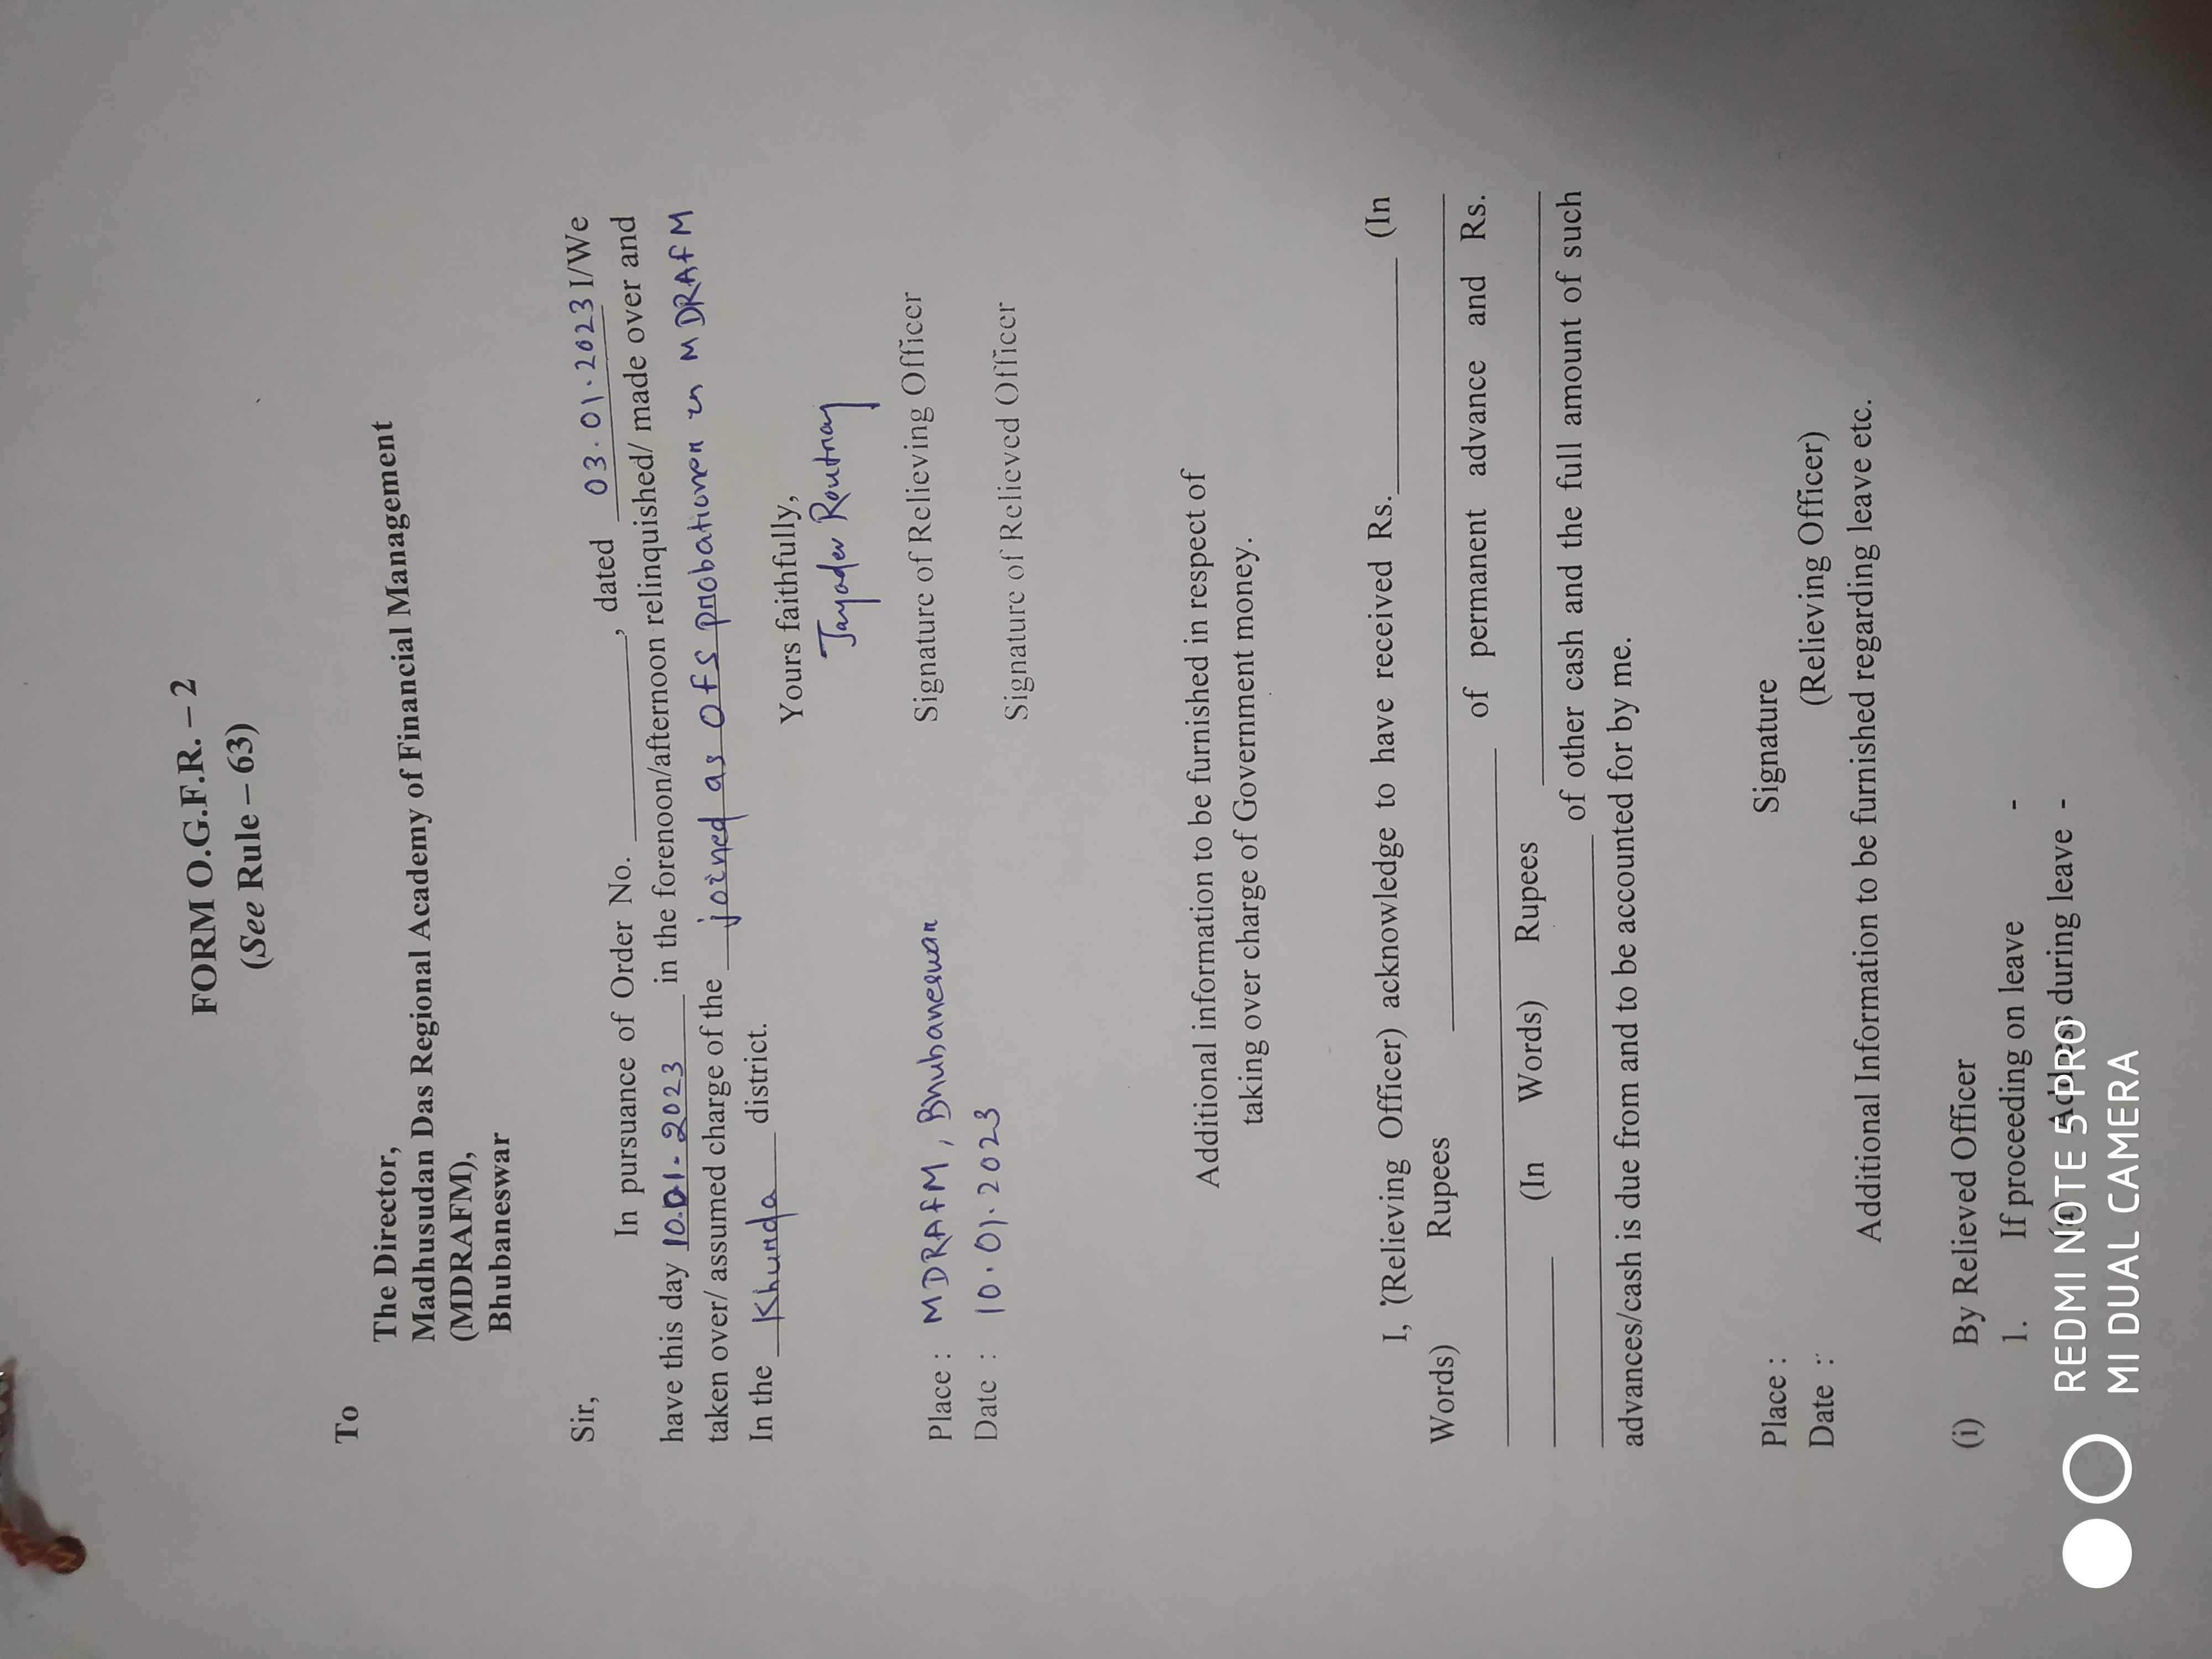 FORM O.G.F.R. – 2
(See Rule – 63)
To
The Director,
Madhusudan Das Regional Academy of Financial Management
(MDRAFM),
Bhubaneswar
Sir,
In pursuance of Order No. __________, dated 03.01.2023 I/We
have this day 10.01.2023 in the forenoon/afternoon relinquished/ made over and
taken over/ assumed charge of the joined as OFS probationer in MDRAFM
In the Khurda district.
Yours faithfully,
Jayadev Routray
Place : MDRAFM, Bhubaneswar
Signature of Relieving Officer
Date : 10.01.2023
Signature of Relieved Officer
Additional information to be furnished in respect of
taking over charge of Government money.
I, (Relieving Officer) acknowledge to have received Rs.__________ (In
Words) Rupees __________
__________ of permanent advance and Rs.
__________ (In Words) Rupees __________
__________ of other cash and the full amount of such
advances/cash is due from and to be accounted for by me.
Place : Signature
Date : (Relieving Officer)
Additional Information to be furnished regarding leave etc.
(i) By Relieved Officer
1. If proceeding on leave -
(a) Address during leave -
REDMI NOTE 5 PRO
MI DUAL CAMERA